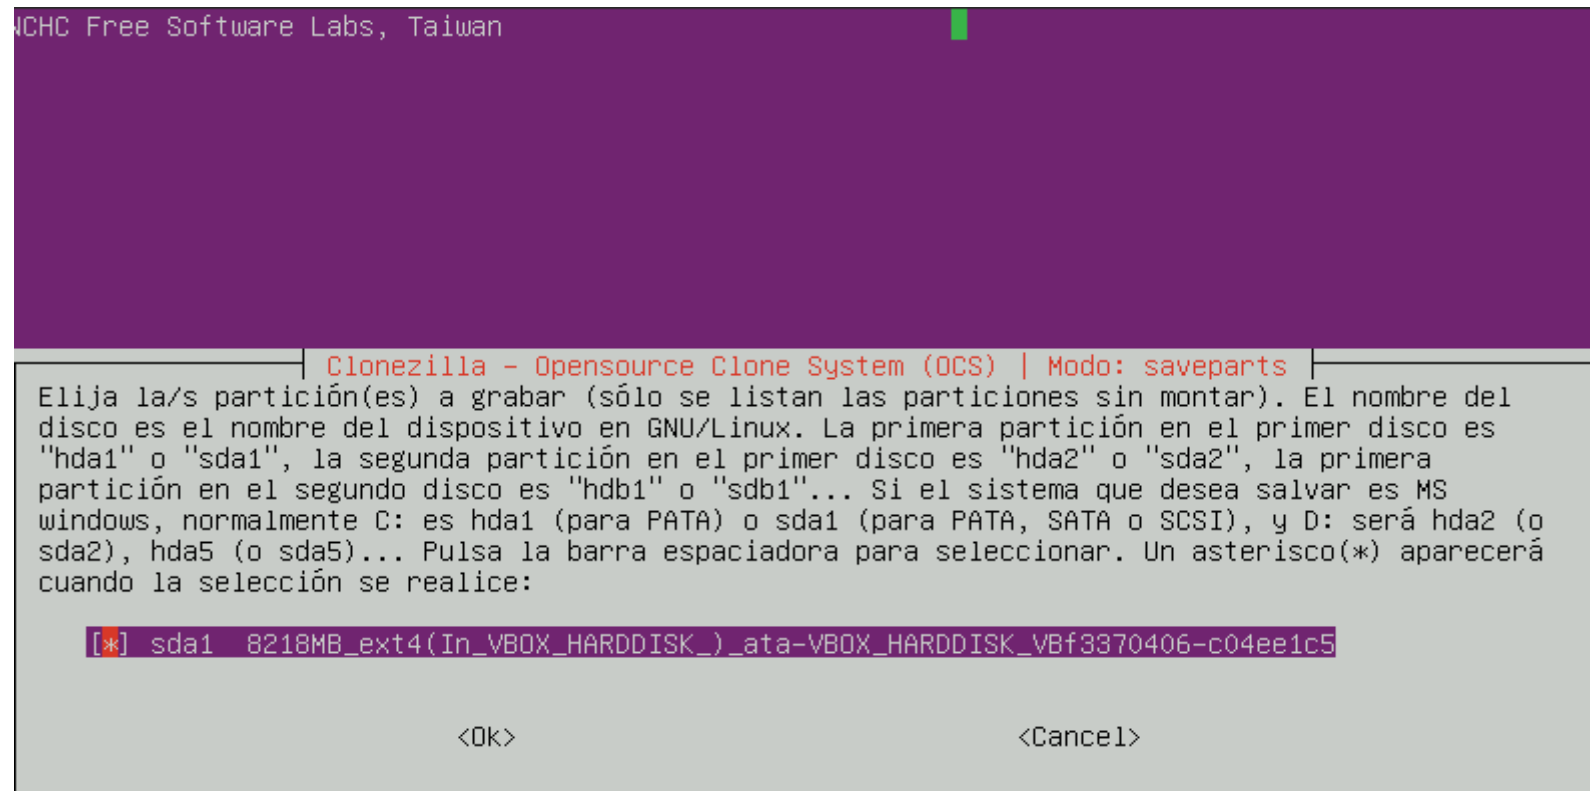 NCHC Free Software Labs, Taiwan
Clonezilla - Opensource Clone System (OCS) | Modo: saveparts
Elija la/s partición(es) a grabar (sólo se listan las particiones sin montar). El nombre del
disco es el nombre del dispositivo en GNU/Linux. La primera partición en el primer disco es
"hda1" o "sda1", la segunda partición en el primer disco es "hda2" o "sda2", la primera
partición en el segundo disco es "hdb1" o "sdb1"... Si el sistema que desea salvar es MS
windows, normalmente C: es hda1 (para PATA) o sda1 (para PATA, SATA o SCSI), y D: será hda2 (o
sda2), hda5 (o sda5)... Pulsa la barra espaciadora para seleccionar. Un asterisco(*) aparecerá
cuando la selección se realice:
[*] sda1 8218MB_ext4(In_VBOX_HARDDISK_)_ata-VBOX_HARDDISK_VBf3370406-c04ee1c5
<Ok> <Cancel>